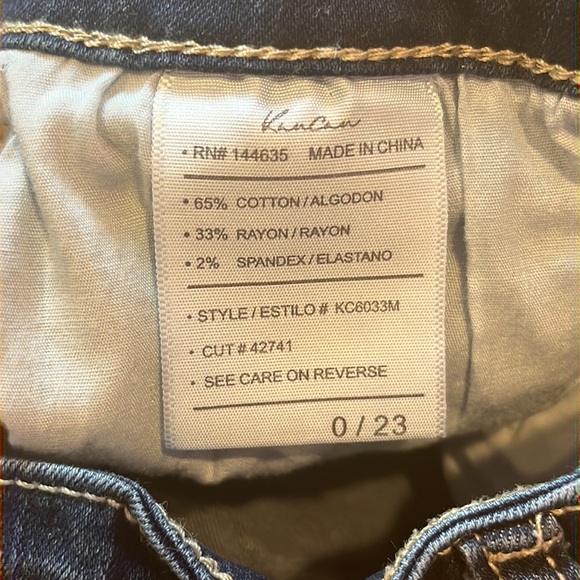 KanCan
• RN# 144635 MADE IN CHINA
• 65% COTTON / ALGODON
• 33% RAYON / RAYON
• 2% SPANDEX / ELASTANO
• STYLE / ESTILO # KC6033M
• CUT # 42741
• SEE CARE ON REVERSE
0 / 23